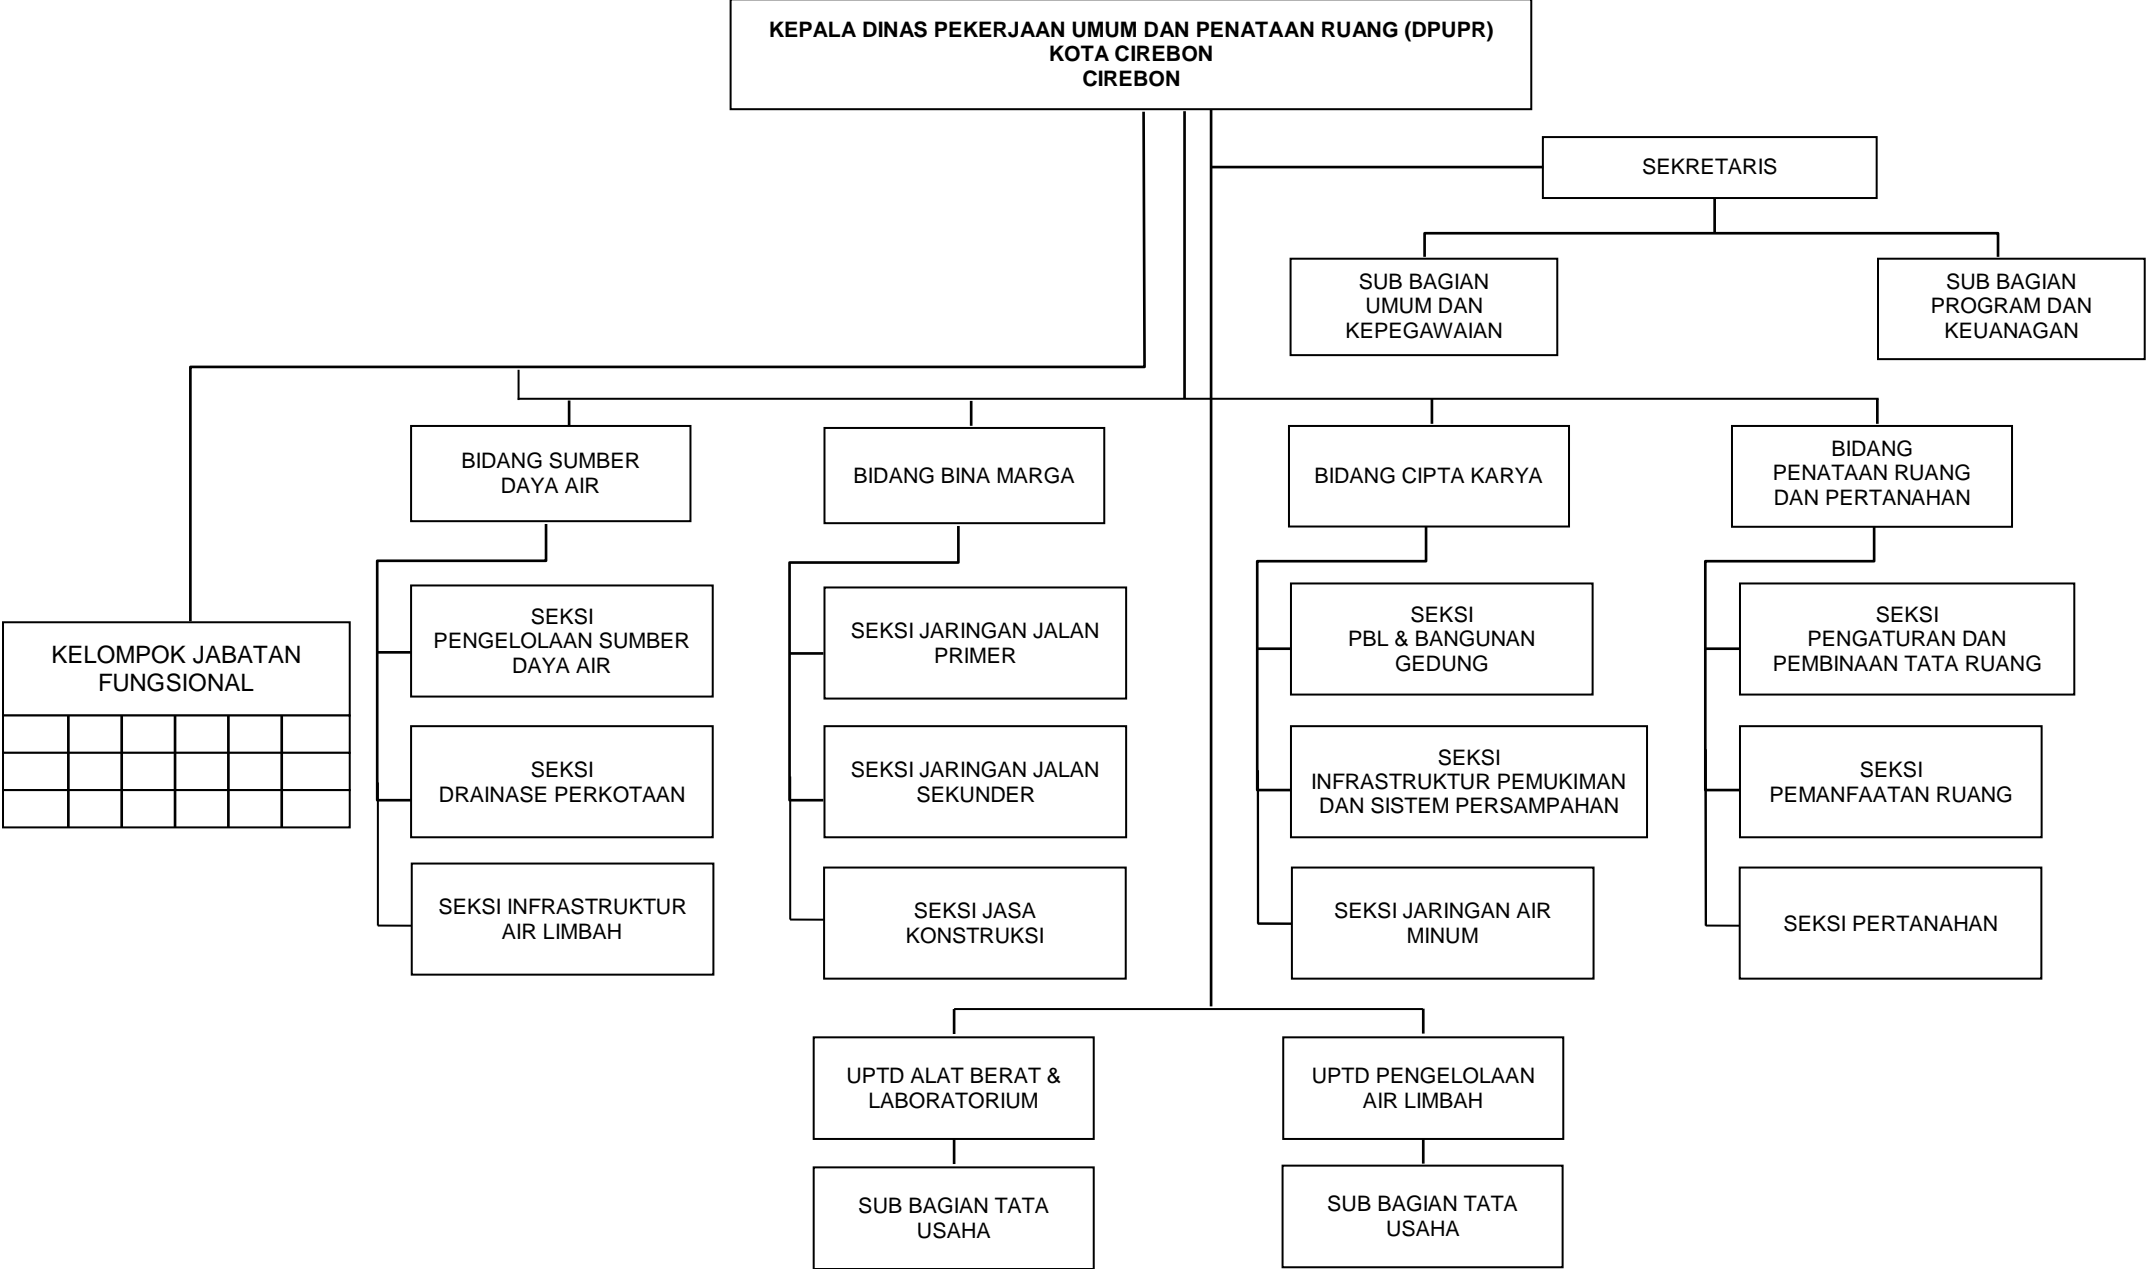 KEPALA DINAS PEKERJAAN UMUM DAN PENATAAN RUANG (DPUPR)
KOTA CIREBON
CIREBON
SEKRETARIS
SUB BAGIAN
UMUM DAN
KEPEGAWAIAN
SUB BAGIAN
PROGRAM DAN
KEUANAGAN
BIDANG SUMBER
DAYA AIR
BIDANG BINA MARGA
BIDANG CIPTA KARYA
BIDANG
PENATAAN RUANG
DAN PERTANAHAN
KELOMPOK JABATAN
FUNGSIONAL
SEKSI
PENGELOLAAN SUMBER
DAYA AIR
SEKSI JARINGAN JALAN
PRIMER
SEKSI
PBL & BANGUNAN
GEDUNG
SEKSI
PENGATURAN DAN
PEMBINAAN TATA RUANG
SEKSI
DRAINASE PERKOTAAN
SEKSI JARINGAN JALAN
SEKUNDER
SEKSI
INFRASTRUKTUR PEMUKIMAN
DAN SISTEM PERSAMPAHAN
SEKSI
PEMANFAATAN RUANG
SEKSI INFRASTRUKTUR
AIR LIMBAH
SEKSI JASA
KONSTRUKSI
SEKSI JARINGAN AIR
MINUM
SEKSI PERTANAHAN
UPTD ALAT BERAT &
LABORATORIUM
UPTD PENGELOLAAN
AIR LIMBAH
SUB BAGIAN TATA
USAHA
SUB BAGIAN TATA
USAHA